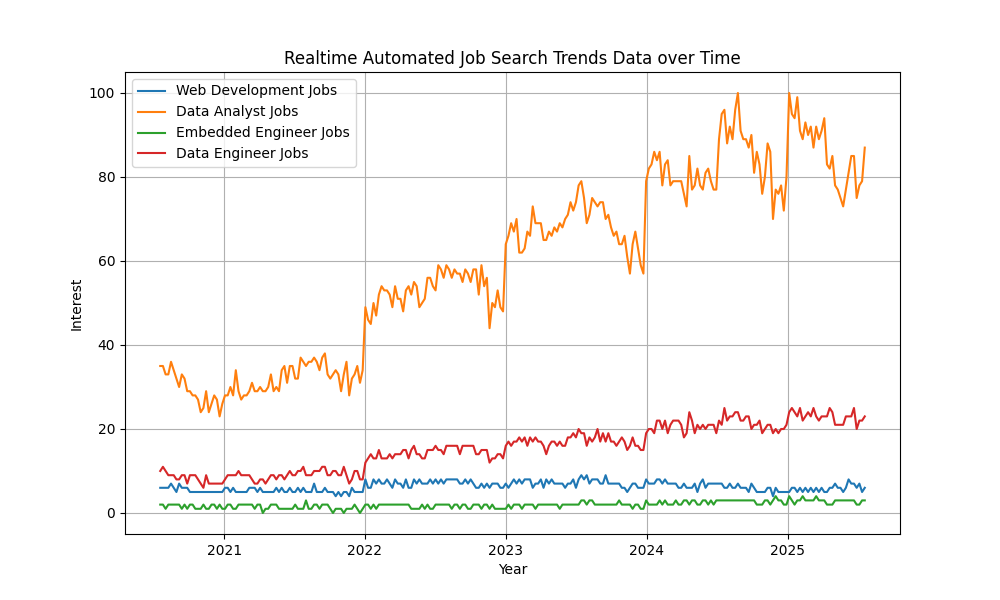 Realtime Automated Job Search Trends Data over Time
Web Development Jobs
Data Analyst Jobs
Embedded Engineer Jobs
Data Engineer Jobs
100
80
60
40
20
0
Interest
2021 2022 2023 2024 2025
Year